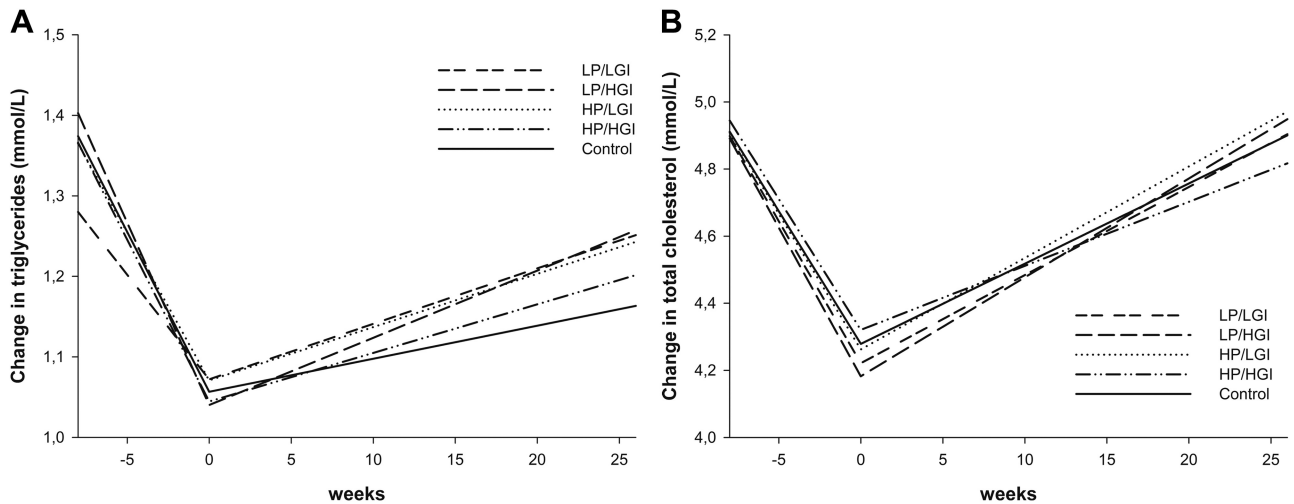 A
Change in triglycerides (mmol/L)
1,5
1,4
1,3
1,2
1,1
1,0
LP/LGI
LP/HGI
HP/LGI
HP/HGI
Control
-5 0 5 10 15 20 25
weeks
B
Change in total cholesterol (mmol/L)
5,2
5,0
4,8
4,6
4,4
4,2
4,0
LP/LGI
LP/HGI
HP/LGI
HP/HGI
Control
-5 0 5 10 15 20 25
weeks